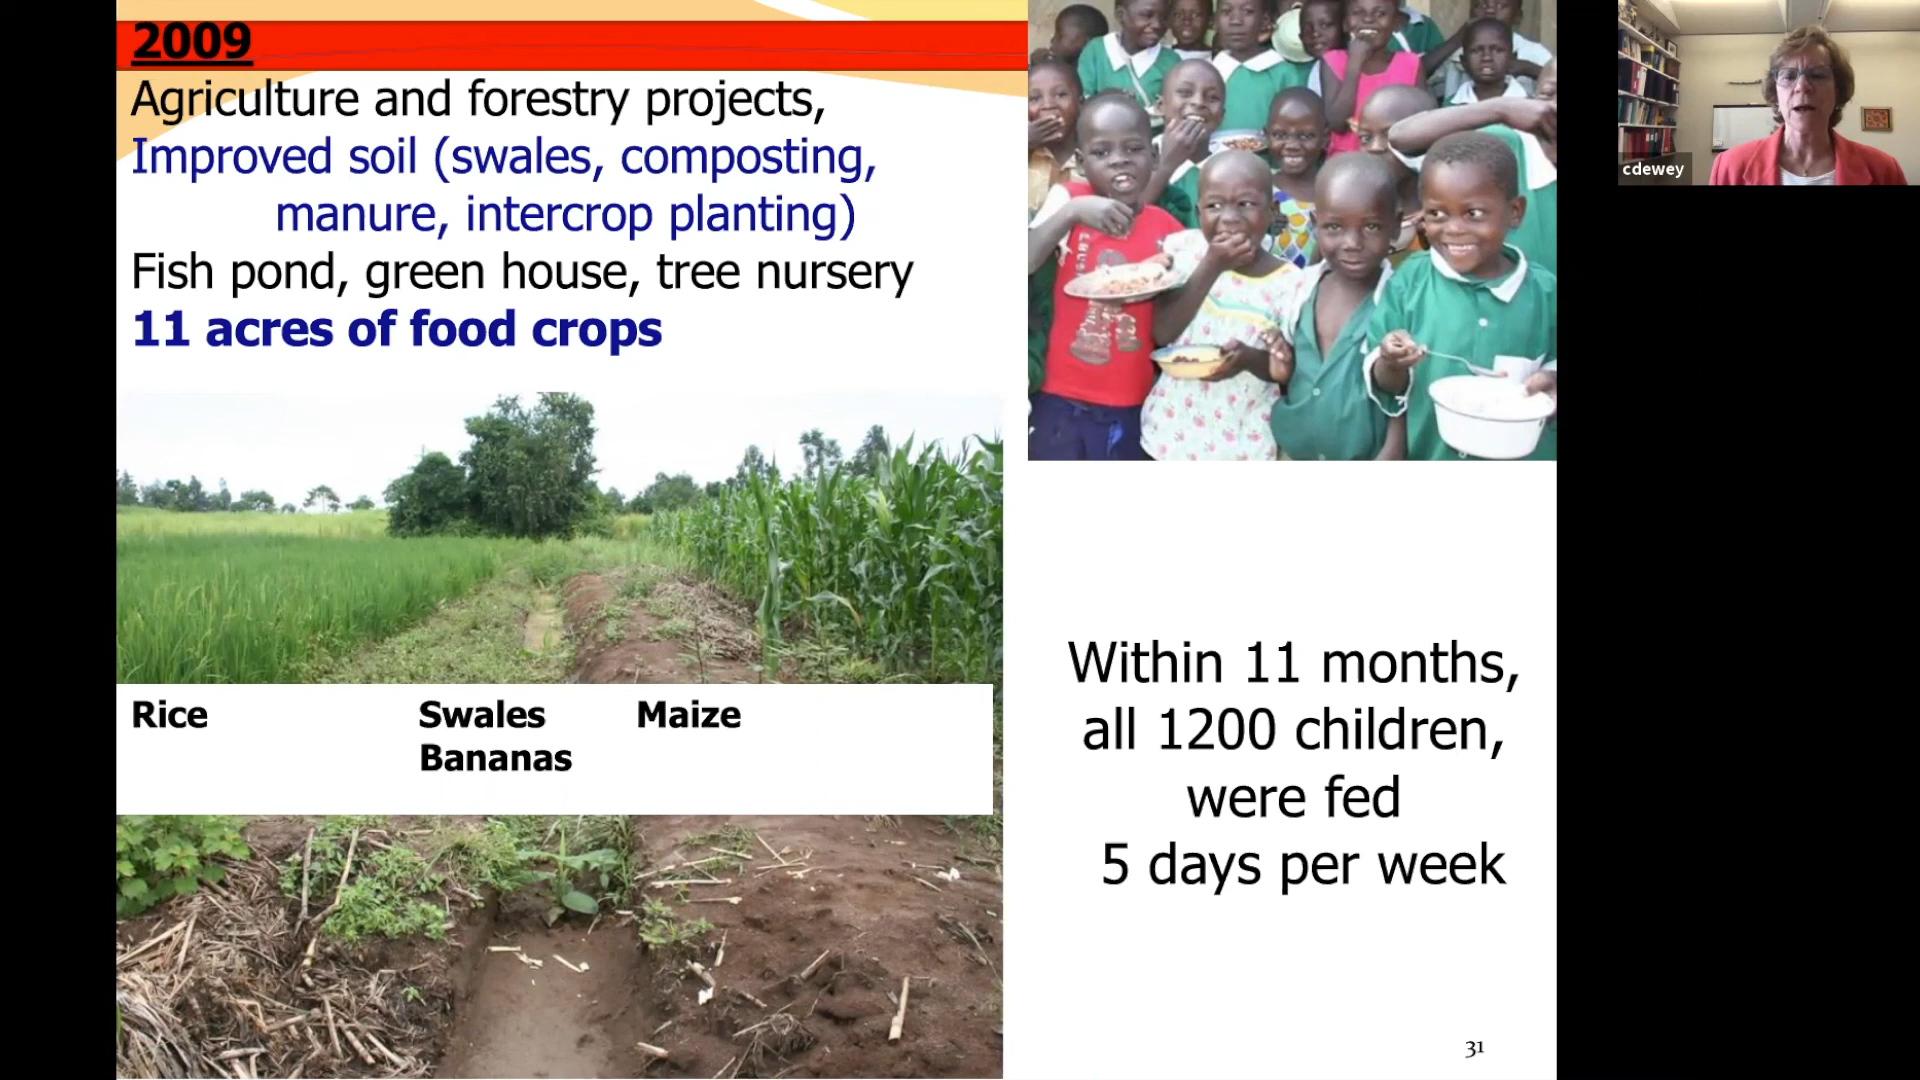 2009
Agriculture and forestry projects,
Improved soil (swales, composting,
manure, intercrop planting)
Fish pond, green house, tree nursery
11 acres of food crops
Rice Swales Maize
Bananas
Within 11 months,
all 1200 children,
were fed
5 days per week
31
cdewey